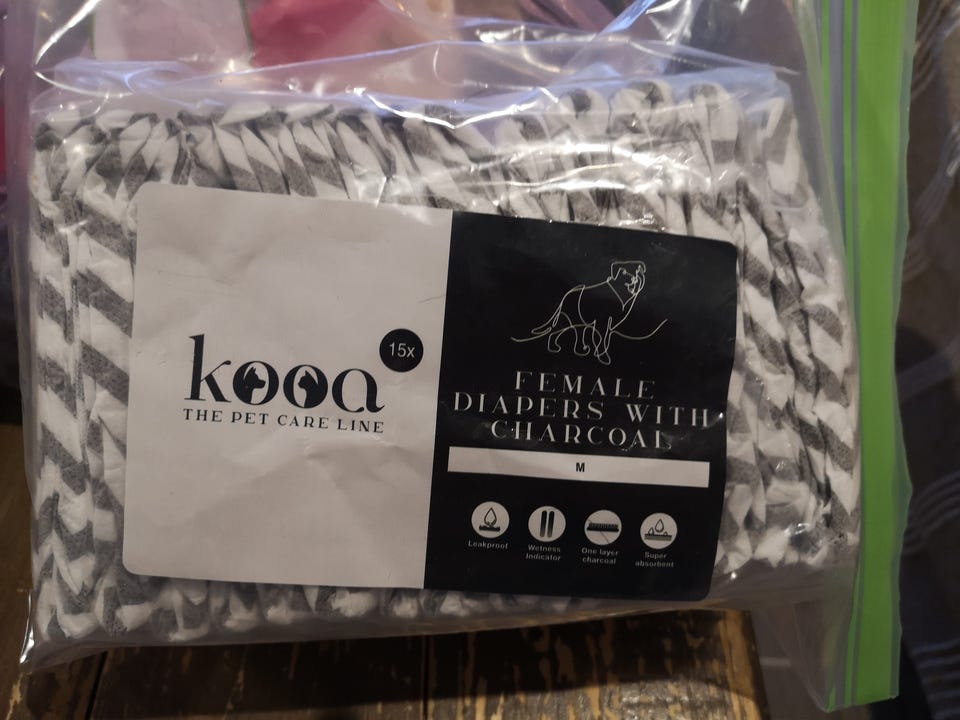 15x
kooa
THE PET CARE LINE
FEMALE
DIAPERS WITH
CHARCOAL
M
Leakproof
Wetness
Indicator
One layer
charcoal
Super
absorbent